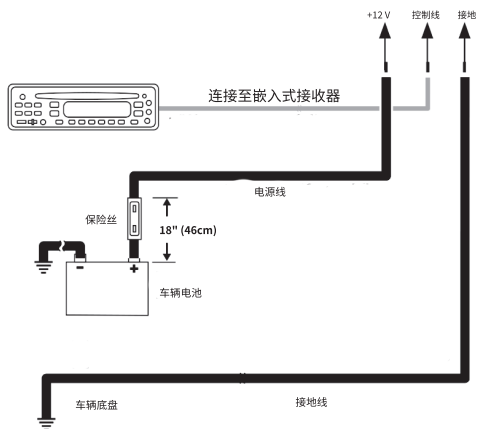 +12 V 控制线 接地
连接至嵌入式接收器
电源线
保险丝
18" (46cm)
车辆电池
车辆底盘
接地线